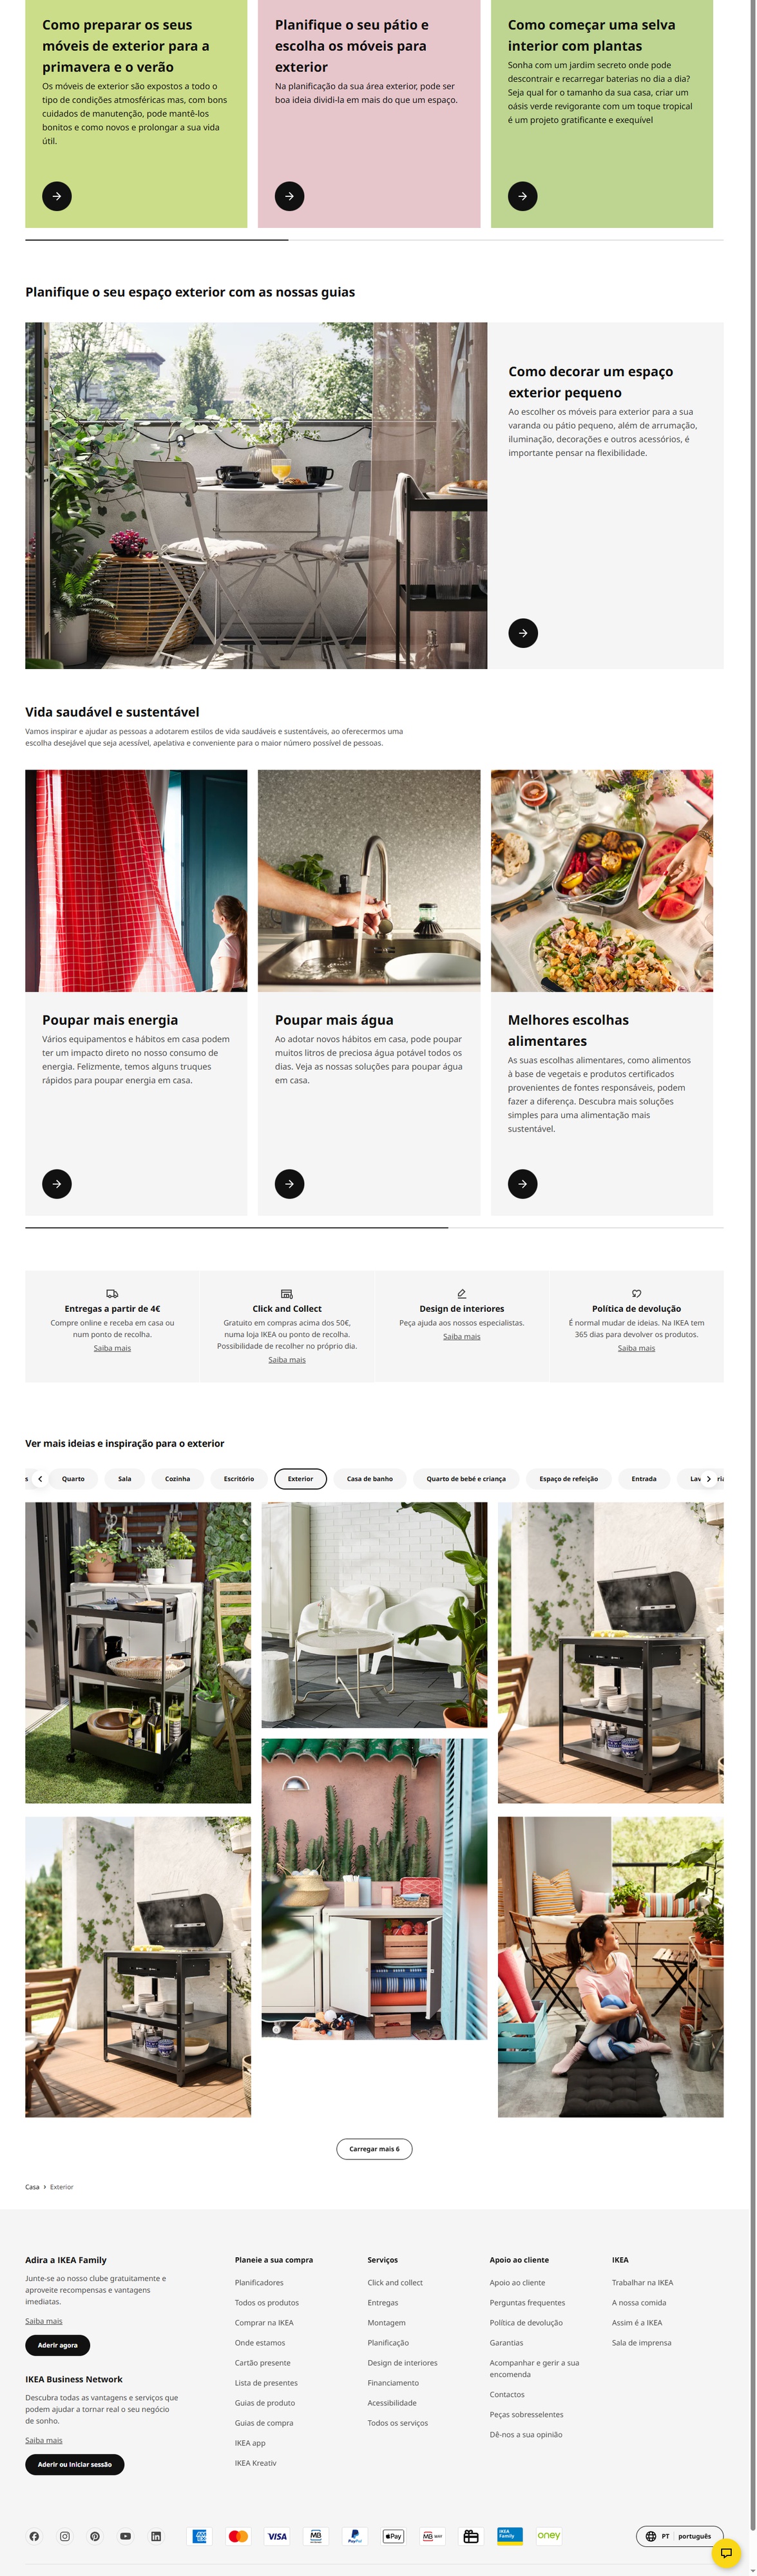 Como preparar os seus
móveis de exterior para a
primavera e o verão
Os móveis de exterior são expostos a todo o
tipo de condições atmosféricas mas, com bons
cuidados de manutenção, pode mantê-los
bonitos e como novos e prolongar a sua vida
útil.
Planifique o seu pátio e
escolha os móveis para
exterior
Na planificação da sua área exterior, pode ser
boa ideia dividi-la em mais do que um espaço.
Como começar uma selva
interior com plantas
Sonha com um jardim secreto onde pode
descontrair e recarregar baterias no dia a dia?
Seja qual for o tamanho da sua casa, criar um
oásis verde revigorante com um toque tropical
é um projeto gratificante e exequível
Planifique o seu espaço exterior com as nossas guias
Como decorar um espaço
exterior pequeno
Ao escolher os móveis para exterior para a sua
varanda ou pátio pequeno, além de arrumação,
iluminação, decorações e outros acessórios, é
importante pensar na flexibilidade.
Vida saudável e sustentável
Vamos inspirar e ajudar as pessoas a adotarem estilos de vida saudáveis e sustentáveis, ao oferecermos uma
escolha desejável que seja acessível, apelativa e conveniente para o maior número possível de pessoas.
Poupar mais energia
Vários equipamentos e hábitos em casa podem
ter um impacto direto no nosso consumo de
energia. Felizmente, temos alguns truques
rápidos para poupar energia em casa.
Poupar mais água
Ao adotar novos hábitos em casa, pode poupar
muitos litros de preciosa água potável todos os
dias. Veja as nossas soluções para poupar água
em casa.
Melhores escolhas
alimentares
As suas escolhas alimentares, como alimentos
à base de vegetais e produtos certificados
provenientes de fontes responsáveis, podem
fazer a diferença. Descubra mais soluções
simples para uma alimentação mais
sustentável.
Entregas a partir de 4€
Compre online e receba em casa ou
num ponto de recolha.
Saiba mais
Click and Collect
Gratuito em compras acima dos 50€,
numa loja IKEA ou ponto de recolha.
Possibilidade de recolher no próprio dia.
Saiba mais
Design de interiores
Peça ajuda aos nossos especialistas.
Saiba mais
Política de devolução
É normal mudar de ideias. Na IKEA tem
365 dias para devolver os produtos.
Saiba mais
Ver mais ideias e inspiração para o exterior
s
Quarto
Sala
Cozinha
Escritório
Exterior
Casa de banho
Quarto de bebé e criança
Espaço de refeição
Entrada
Lav
Carregar mais 6
Casa > Exterior
Adira a IKEA Family
Junte-se ao nosso clube gratuitamente e
aproveite recompensas e vantagens
imediatas.
Saiba mais
Aderir agora
IKEA Business Network
Descubra todas as vantagens e serviços que
podem ajudar a tornar real o seu negócio
de sonho.
Saiba mais
Aderir ou Iniciar sessão
Planeie a sua compra
Planificadores
Todos os produtos
Comprar na IKEA
Onde estamos
Cartão presente
Lista de presentes
Guias de produto
Guias de compra
IKEA app
IKEA Kreativ
Serviços
Click and collect
Entregas
Montagem
Planificação
Design de interiores
Financiamento
Acessibilidade
Todos os serviços
Apoio ao cliente
Apoio ao cliente
Perguntas frequentes
Política de devolução
Garantias
Acompanhar e gerir a sua
encomenda
Contactos
Peças sobresselentes
Dê-nos a sua opinião
IKEA
Trabalhar na IKEA
A nossa comida
Assim é a IKEA
Sala de imprensa
VISA
MB
PayPal
Pay
MB WAY
IKEA
Family
oney
PT
português